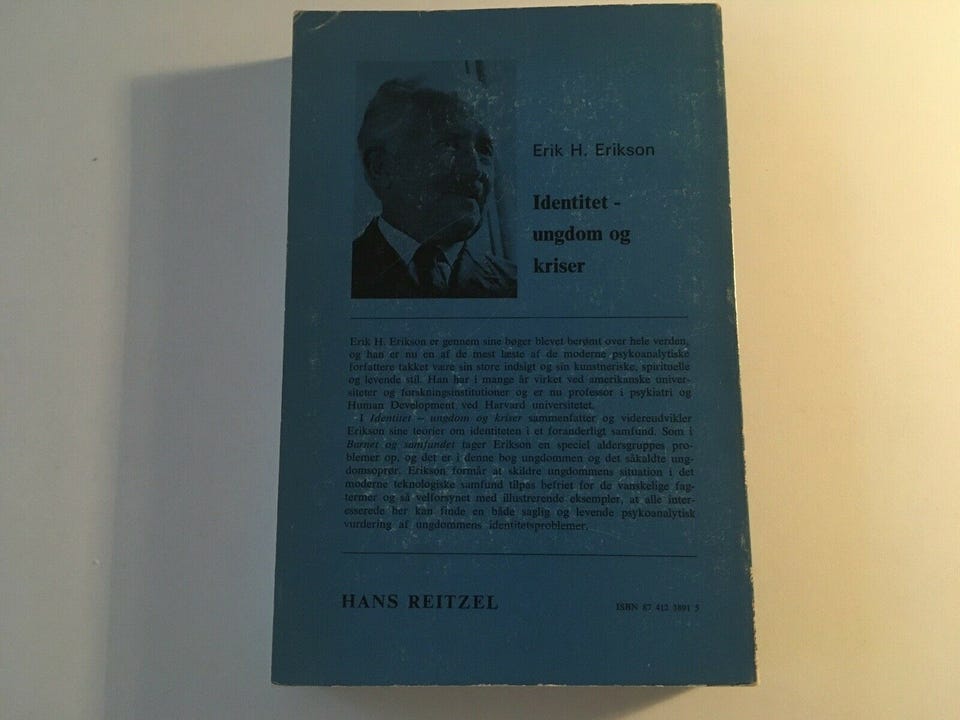 Erik H. Erikson
Identitet -
ungdom og
kriser
Erik H. Erikson er gennem sine bøger blevet berømt over hele verden,
og han er nu en af de mest læste af de moderne psykoanalytiske
forfattere takket være sin store indsigt og sin kunstneriske, spirituelle
og levende stil. Han har i mange år virket ved amerikanske univer-
siteter og forskningsinstitutioner og er nu professor i psykiatri og
Human Development ved Harvard universitetet.
I Identitet – ungdom og kriser sammenfatter og videreudvikler
Erikson sine teorier om identiteten i et foranderligt samfund. Som i
Barnet og samfundet tager Erikson en speciel aldersgruppes pro-
blemer op, og det er i denne bog ungdommen og det såkaldte ung-
domsoprør. Erikson formår at skildre ungdommens situation i det
moderne teknologiske samfund tilpas befriet for de vanskelige fag-
termer og så velforsynet med illustrerende eksempler, at alle inter-
esserede her kan finde en både saglig og levende psykoanalytisk
vurdering af ungdommens identitetsproblemer.
HANS REITZEL
ISBN 87 412 3891 5